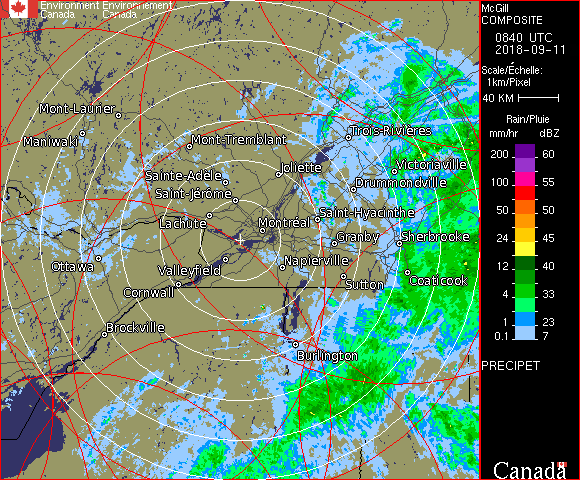 Environment Environnement
Canada Canada
McGill
COMPOSITE
0840 UTC
2018-09-11
Scale/Échelle:
1km/Pixel
40 KM
Rain/Pluie
mm/hr dBZ
200 60
100 55
75 53
50 50
24 45
12 40
4 33
1 23
0.1 7
PRECIPET
Canada
Mont-Laurier
Maniwaki
Mont-Tremblant
Trois-Rivières
Sainte-Adèle
Joliette
Victoriaville
Saint-Jérôme
Drummondville
Lachute
Saint-Hyacinthe
Montréal
Granby
Sherbrooke
Ottawa
Valleyfield
Napierville
Cornwall
Sutton
Coaticook
Brockville
Burlington